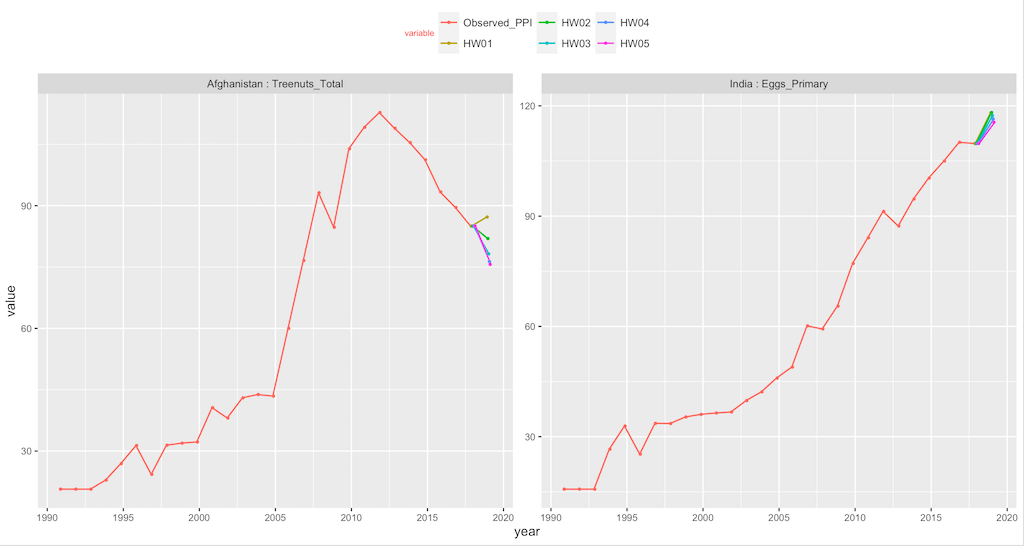 variable Observed_PPI HW02 HW04
HW01 HW03 HW05
Afghanistan : Treenuts_Total India : Eggs_Primary
120
90 90
60 60
30 30
value
1990 1995 2000 2005 2010 2015 2020 1990 1995 2000 2005 2010 2015 2020
year